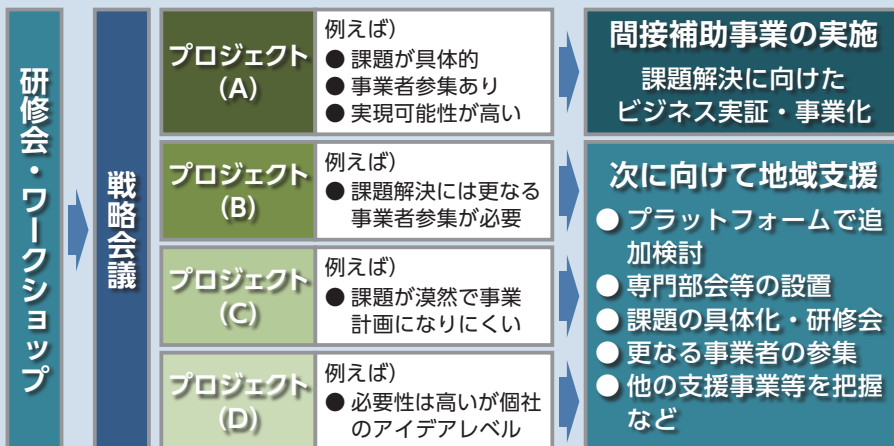 研修会・ワークショップ
戦略会議
プロジェクト
(A)
例えば)
● 課題が具体的
● 事業者参集あり
● 実現可能性が高い
プロジェクト
(B)
例えば)
● 課題解決には更なる
事業者参集が必要
プロジェクト
(C)
例えば)
● 課題が漠然で事業
計画になりにくい
プロジェクト
(D)
例えば)
● 必要性は高いが個社
のアイデアレベル
間接補助事業の実施
課題解決に向けた
ビジネス実証・事業化
次に向けて地域支援
● プラットフォームで追
加検討
● 専門部会等の設置
● 課題の具体化・研修会
● 更なる事業者の参集
● 他の支援事業等を把握
など